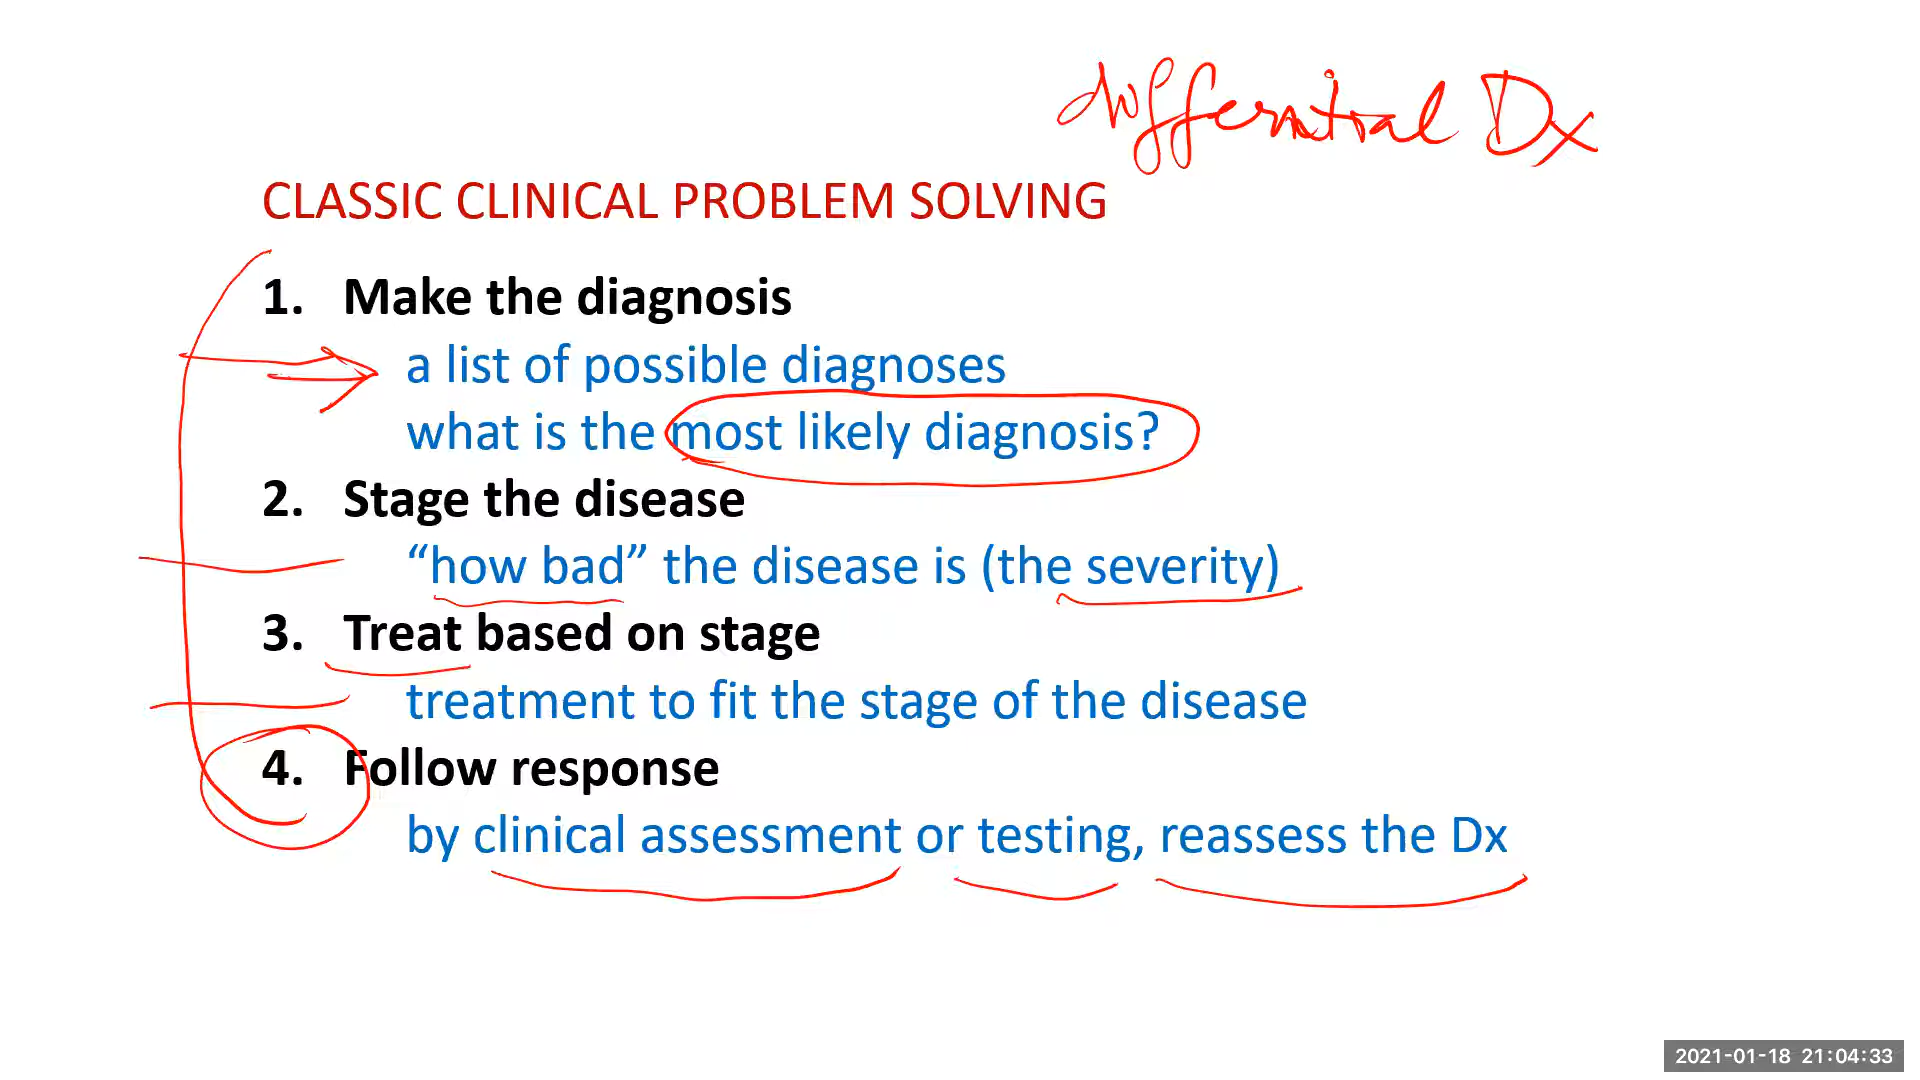 differential Dx
CLASSIC CLINICAL PROBLEM SOLVING
1. Make the diagnosis
a list of possible diagnoses
what is the most likely diagnosis?
2. Stage the disease
“how bad” the disease is (the severity)
3. Treat based on stage
treatment to fit the stage of the disease
4. Follow response
by clinical assessment or testing, reassess the Dx
2021-01-18 21:04:33